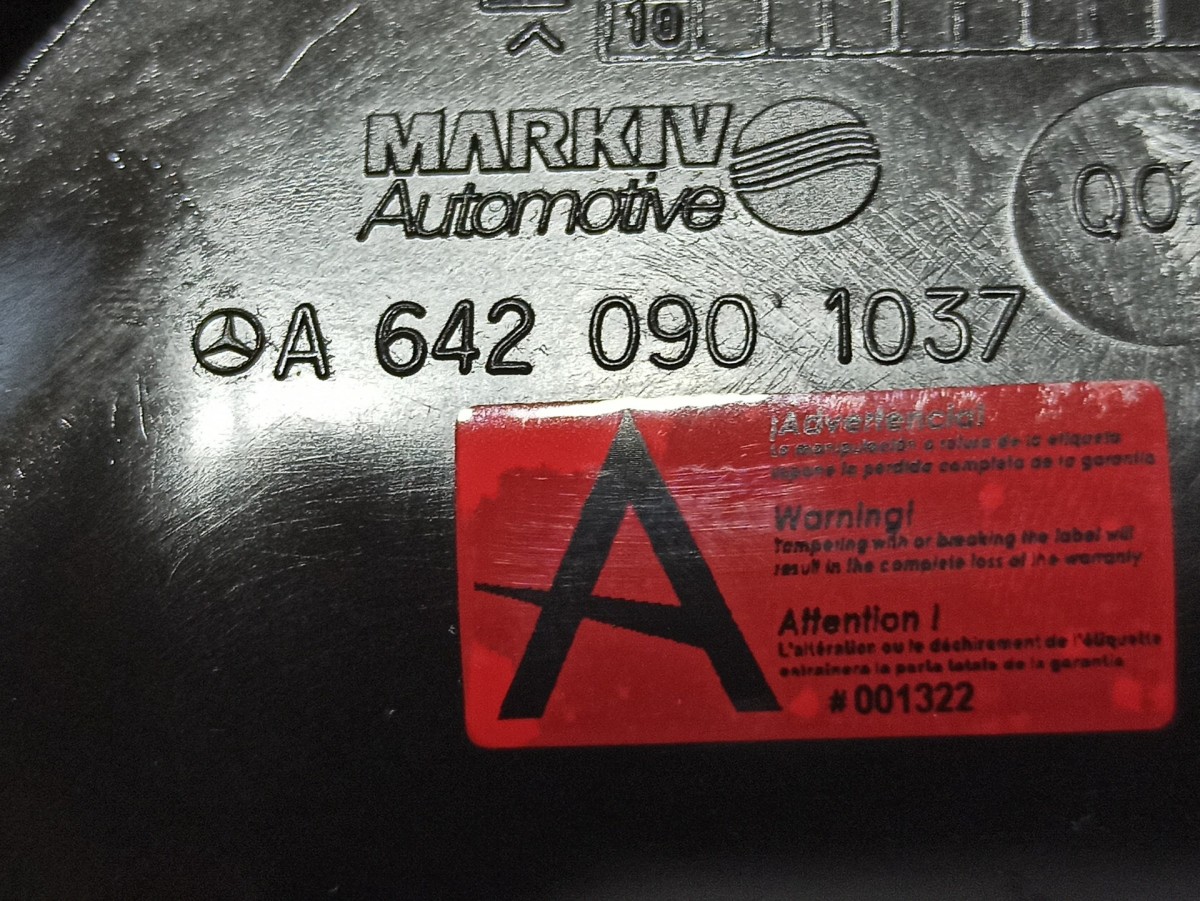 10
MARKIV
Automotive
Q0
A 642 090 1037
¡Advertencia!
La manipulación o rotura de la etiqueta
supone la pérdida completa de la garantía
Warning!
Tampering with or breaking the label will
result in the complete loss of the warranty
Attention !
L'altération ou le déchirement de l'étiquette
entraînera la perte totale de la garantie
#001322